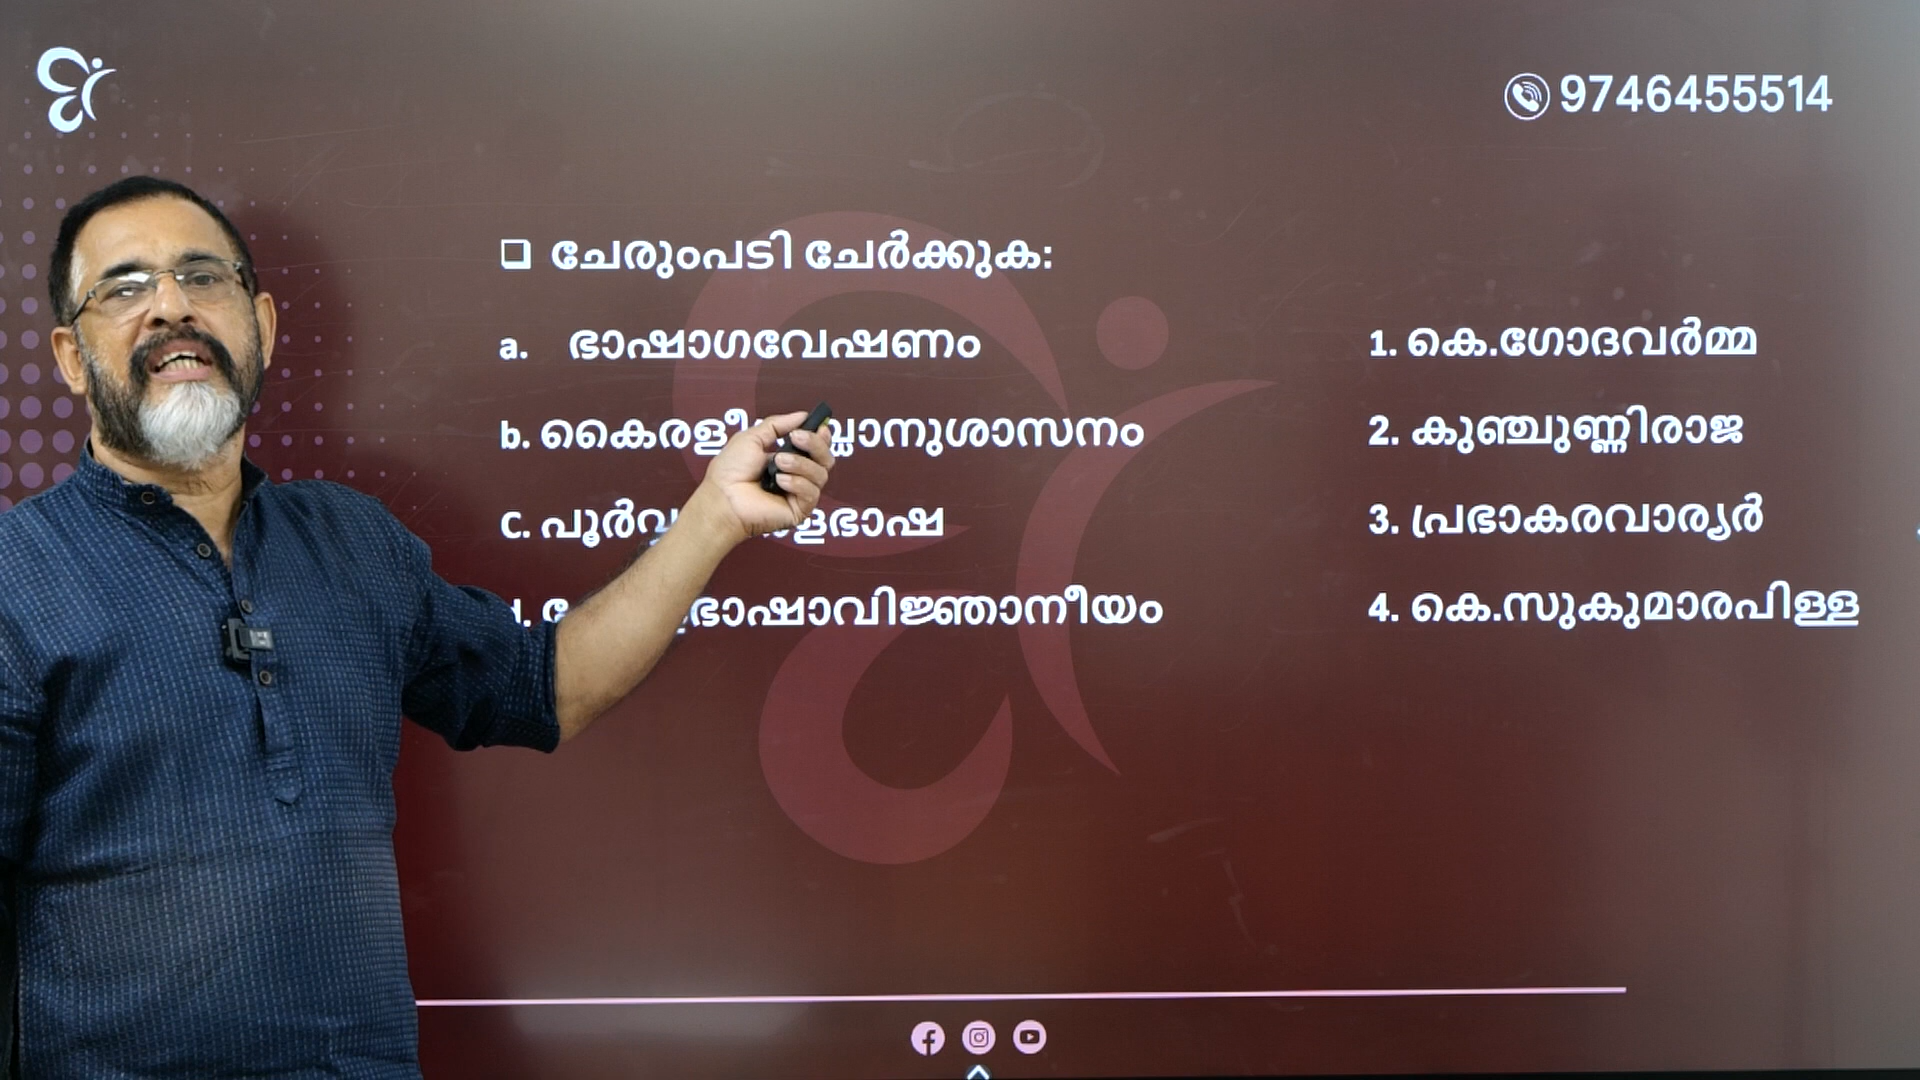 9746455514
ചേരുംപടി ചേർക്കുക:
a. ഭാഷാഗവേഷണം
1. കെ.ഗോദവർമ്മ
b.
2. കുഞ്ചുണ്ണിരാജ
C.
3. പ്രഭാകരവാര്യർ
4. കെ.സുകുമാരപിള്ള